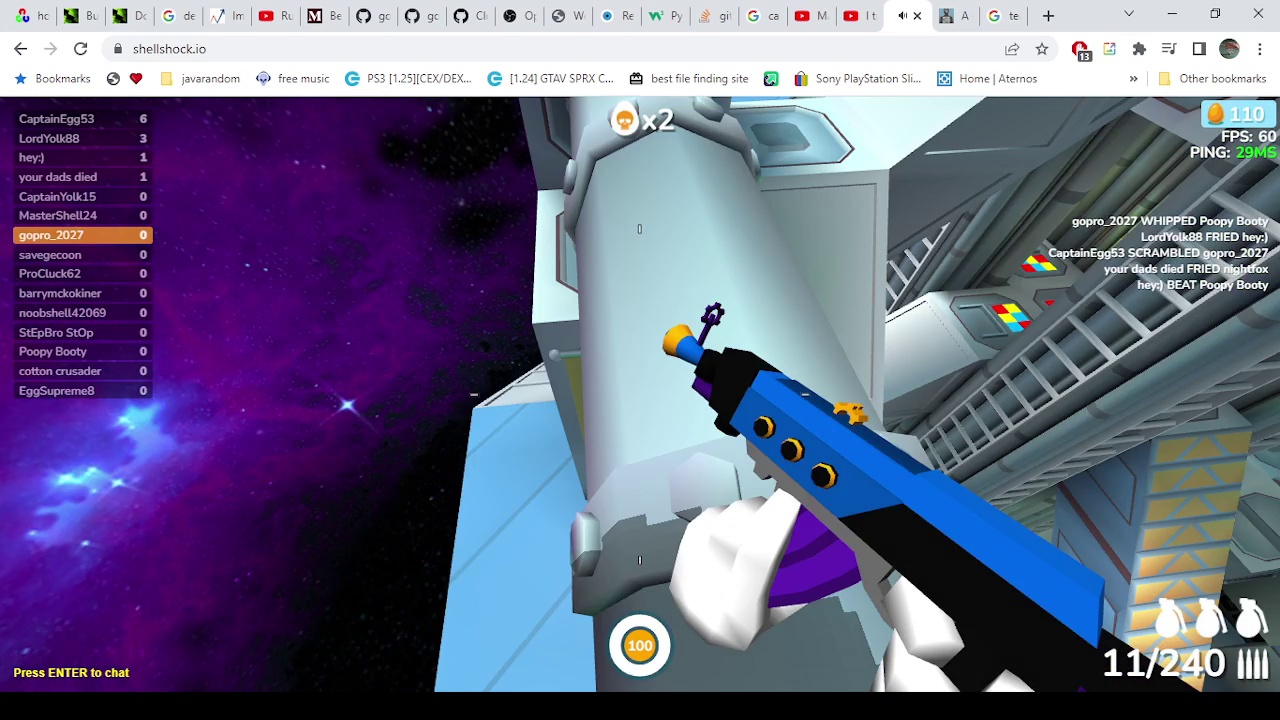 hc
Bu
Dc
de
Im
Ru
Be
gc
gc
Cl
Op
W
Re
Py
git
ca
M
I t
A
te
shellshock.io
13
Bookmarks
javarandom
free music
PS3 [1.25](CEX/DEX...
[1.24] GTAV SPRX C...
best file finding site
Sony PlayStation Sli...
Home | Aternos
»
Other bookmarks
CaptainEgg53 6
LordYolk88 3
hey:) 1
your dads died 1
CaptainYolk15 0
MasterShell24 0
gopro_2027 0
savegecoon 0
ProCluck62 0
barrymckokiner 0
noobshell42069 0
StEpBro StOp 0
Poopy Booty 0
cotton crusader 0
EggSupreme8 0
x2
110
FPS: 60
PING: 29MS
gopro_2027 WHIPPED Poopy Booty
LordYolk88 FRIED hey:)
CaptainEgg53 SCRAMBLED gopro_2027
your dads died FRIED nightfox
hey:) BEAT Poopy Booty
100
Press ENTER to chat
11/240